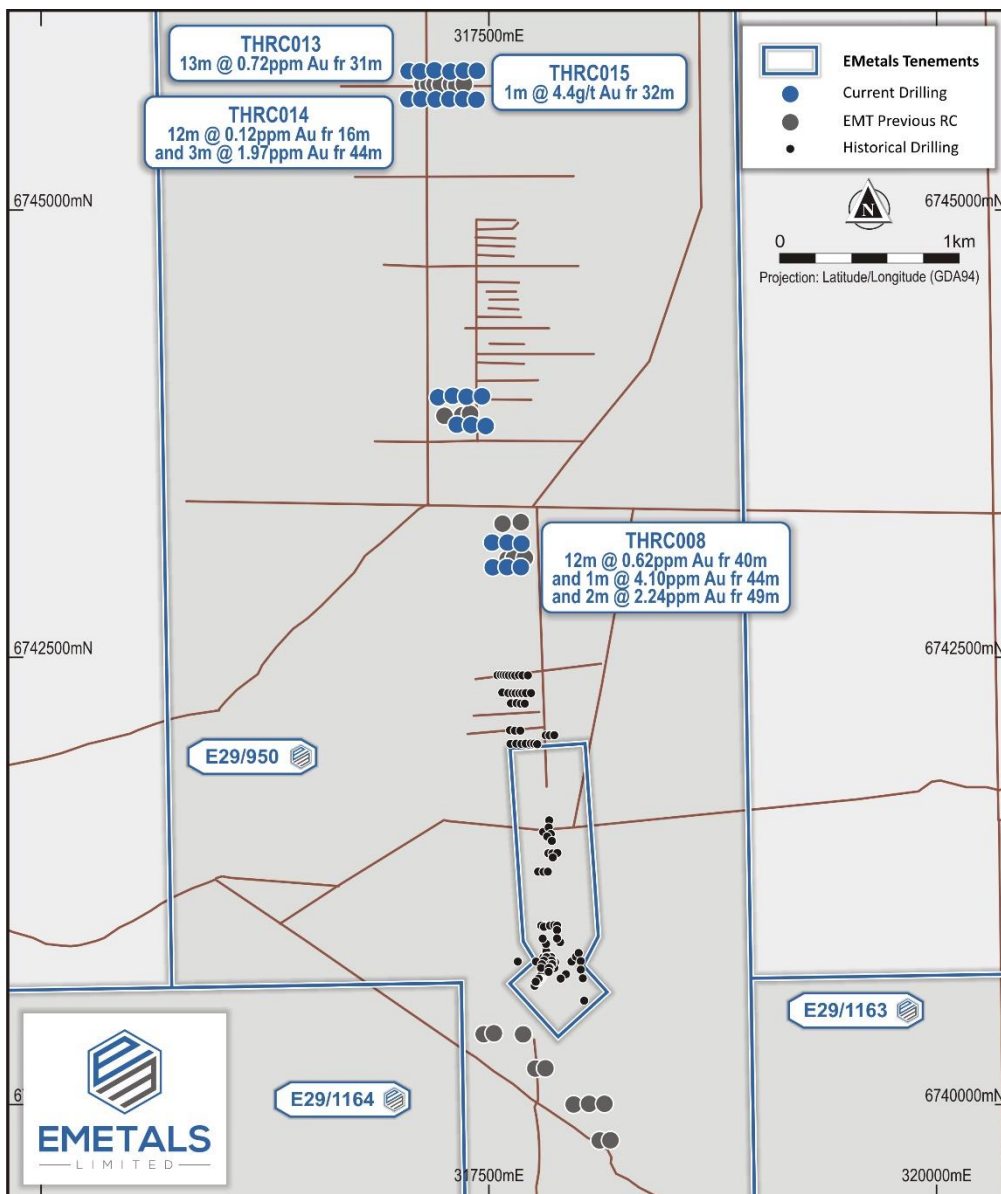 317500mE
THRC013
13m @ 0.72ppm Au fr 31m
THRC015
1m @ 4.4g/t Au fr 32m
THRC014
12m @ 0.12ppm Au fr 16m
and 3m @ 1.97ppm Au fr 44m
EMetals Tenements
Current Drilling
EMT Previous RC
Historical Drilling
6745000mN
6745000mN
N
0
1km
Projection: Latitude/Longitude (GDA94)
THRC008
12m @ 0.62ppm Au fr 40m
and 1m @ 4.10ppm Au fr 44m
and 2m @ 2.24ppm Au fr 49m
6742500mN
6742500mN
E29/950
E29/1163
E29/1164
6740000mN
EMETALS
LIMITED
317500mE
320000mE